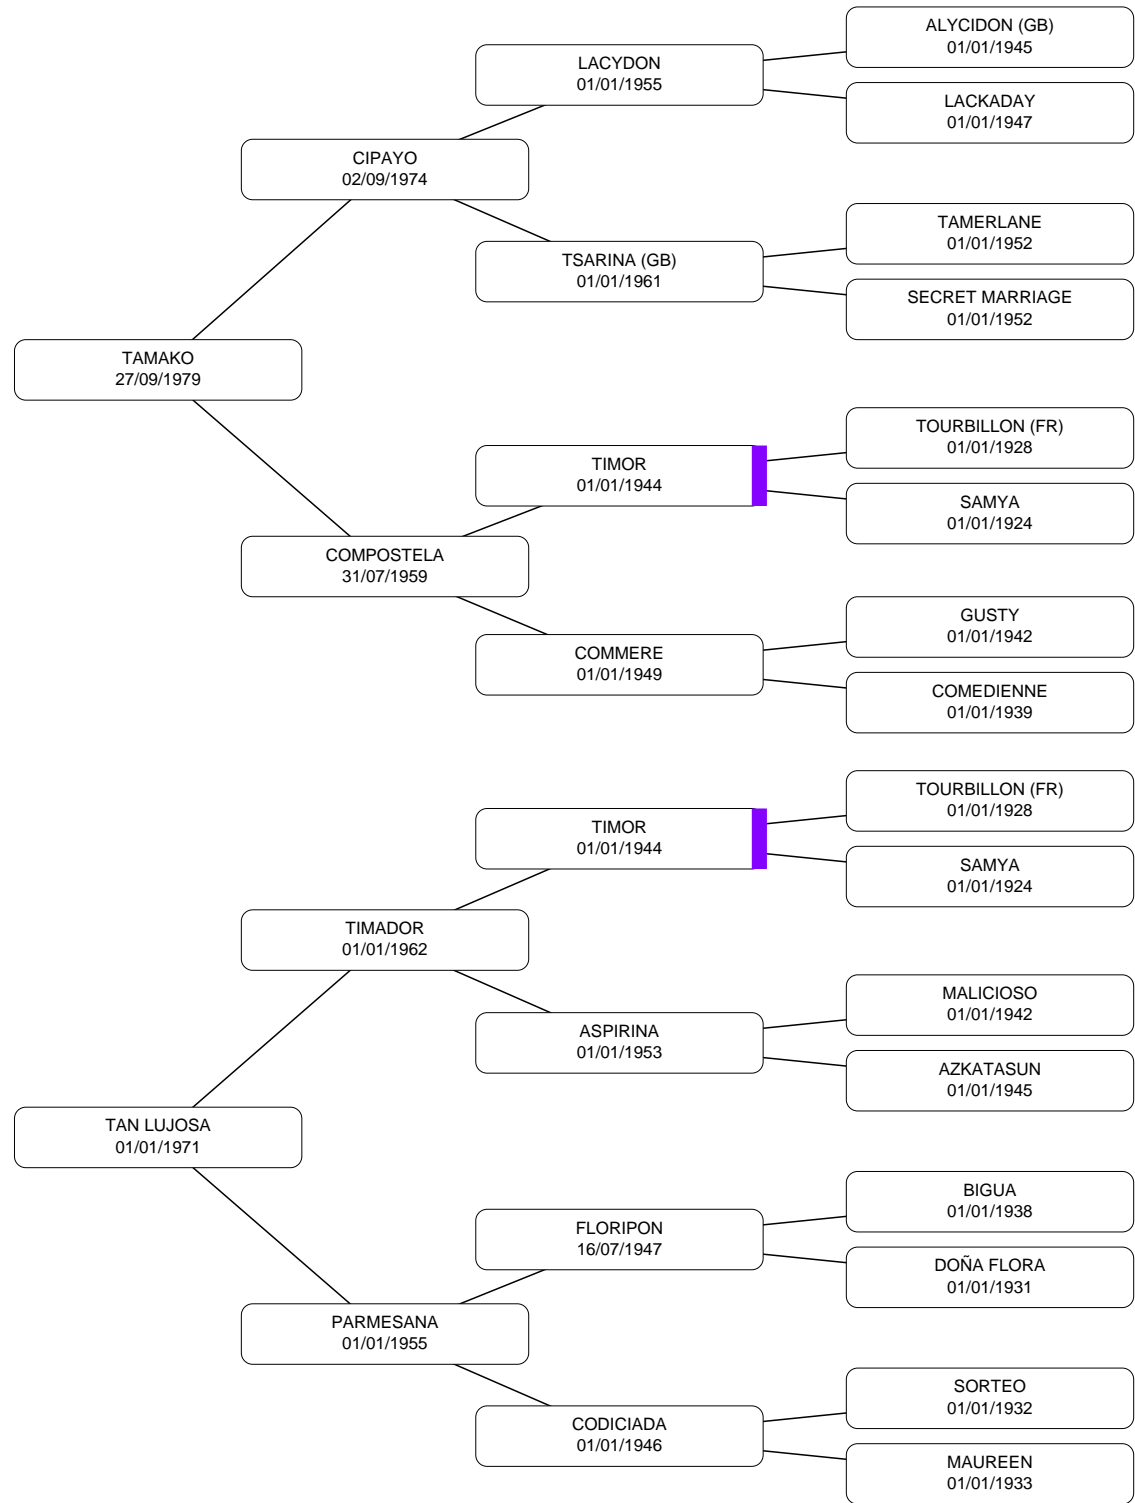 ALYCIDON (GB)
01/01/1945
LACYDON
01/01/1955
LACKADAY
01/01/1947
CIPAYO
02/09/1974
TAMERLANE
01/01/1952
TSARINA (GB)
01/01/1961
SECRET MARRIAGE
01/01/1952
TAMAKO
27/09/1979
TOURBILLON (FR)
01/01/1928
TIMOR
01/01/1944
SAMYA
01/01/1924
COMPOSTELA
31/07/1959
GUSTY
01/01/1942
COMMERE
01/01/1949
COMEDIENNE
01/01/1939
TOURBILLON (FR)
01/01/1928
TIMOR
01/01/1944
SAMYA
01/01/1924
TIMADOR
01/01/1962
MALICIOSO
01/01/1942
ASPIRINA
01/01/1953
AZKATASUN
01/01/1945
TAN LUJOSA
01/01/1971
BIGUA
01/01/1938
FLORIPON
16/07/1947
DOÑA FLORA
01/01/1931
PARMESANA
01/01/1955
SORTEO
01/01/1932
CODICIADA
01/01/1946
MAUREEN
01/01/1933